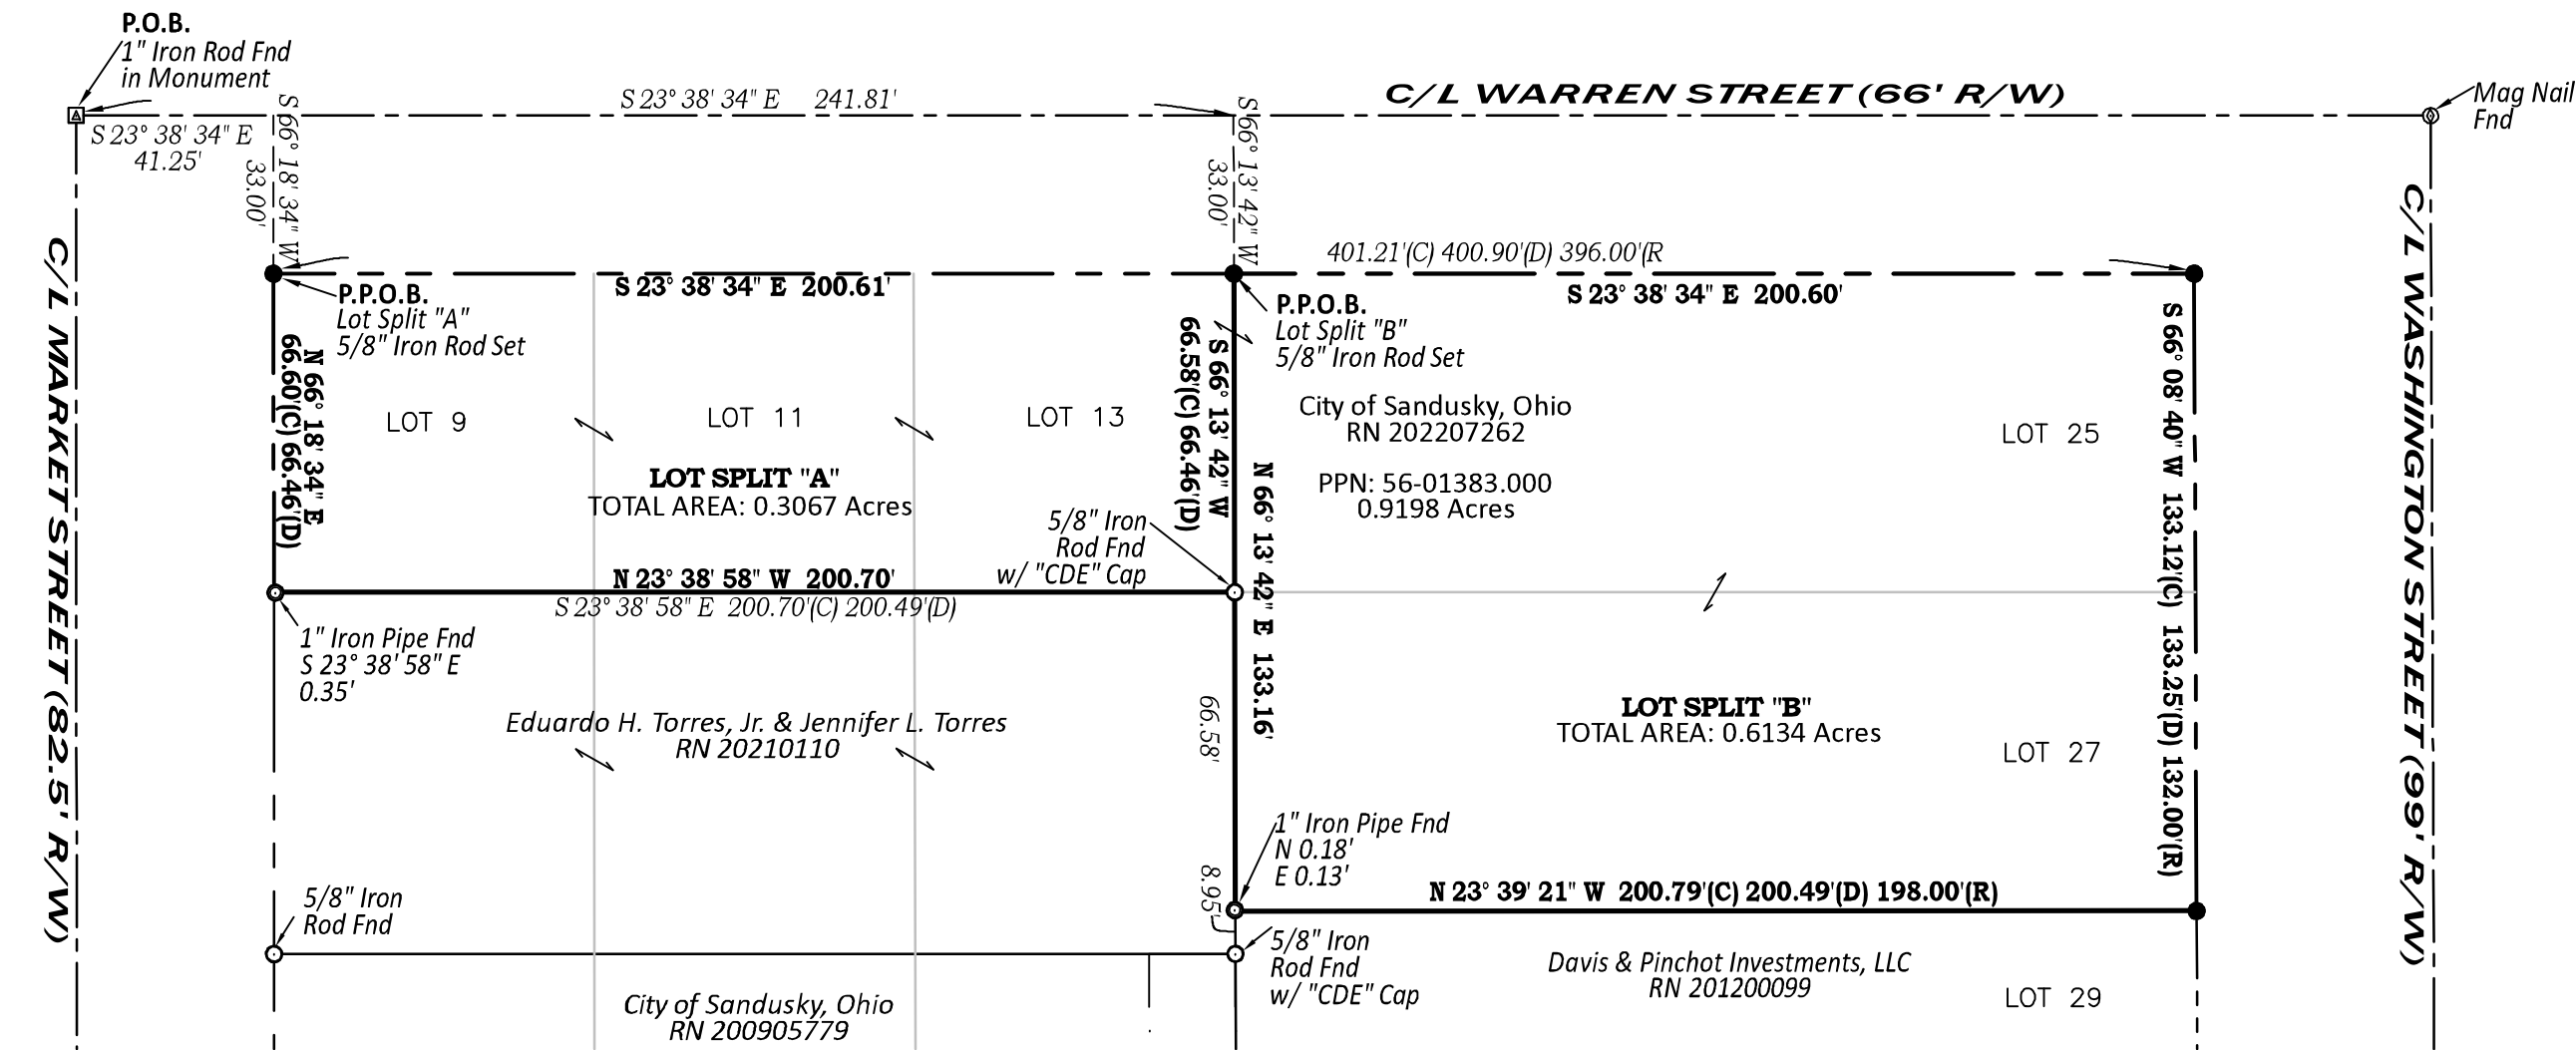 P.O.B.
1" Iron Rod Fnd
in Monument
S 23° 38' 34" E 241.81'
C/L WARREN STREET (66' R/W)
Mag Nail
Fnd
S 23° 38' 34" E
41.25'
S 66° 18' 34" W
33.00'
S 66° 13' 42" W
33.00'
401.21'(C) 400.90'(D) 396.00'(R
S 23° 38' 34" E 200.61'
S 23° 38' 34" E 200.60'
P.P.O.B.
Lot Split "A"
5/8" Iron Rod Set
P.P.O.B.
Lot Split "B"
5/8" Iron Rod Set
C/L MARKET STREET (82.5' R/W)
N 66° 18' 34" E
66.60'(C) 66.46'(D)
LOT 9
LOT 11
LOT 13
S 66° 13' 42" W
66.58'(C) 66.46'(D)
City of Sandusky, Ohio
RN 202207262
PPN: 56-01383.000
0.9198 Acres
LOT 25
S 66° 08' 40" W 133.12'(C) 133.25'(D) 132.00'(R)
C/L WASHINGTON STREET (99' R/W)
LOT SPLIT "A"
TOTAL AREA: 0.3067 Acres
5/8" Iron
Rod Fnd
w/ "CDE" Cap
N 66° 13' 42" E 133.16'
N 23° 38' 58" W 200.70'
S 23° 38' 58" E 200.70'(C) 200.49'(D)
1" Iron Pipe Fnd
S 23° 38' 58" E
0.35'
Eduardo H. Torres, Jr. & Jennifer L. Torres
RN 20210110
66.58'
LOT SPLIT "B"
TOTAL AREA: 0.6134 Acres
LOT 27
1" Iron Pipe Fnd
N 0.18'
E 0.13'
8.95'
N 23° 39' 21" W 200.79'(C) 200.49'(D) 198.00'(R)
5/8" Iron
Rod Fnd
5/8" Iron
Rod Fnd
w/ "CDE" Cap
Davis & Pinchot Investments, LLC
RN 201200099
LOT 29
City of Sandusky, Ohio
RN 200905779